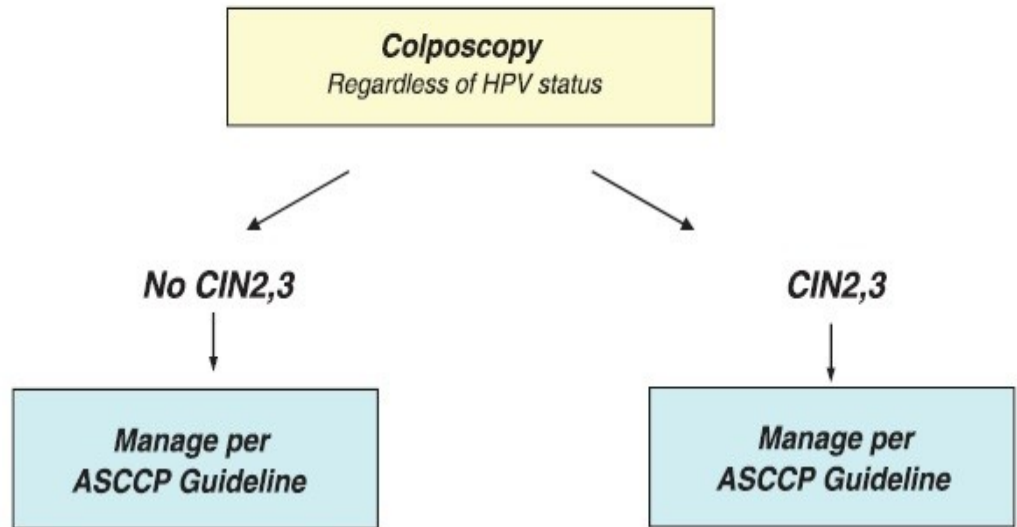 Colposcopy
Regardless of HPV status
No CIN2,3
CIN2,3
Manage per
ASCCP Guideline
Manage per
ASCCP Guideline